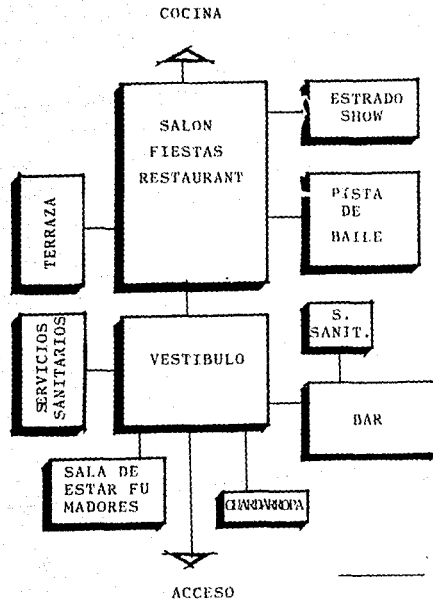 COCINA
ESTRADO
SHOW
SALON
FIESTAS
RESTAURANT
PISTA
DE
BAILE
TERRAZA
S.
SANIT.
SERVICIOS
SANITARIOS
VESTIBULO
BAR
SALA DE
ESTAR FU
MADORES
GUARDARROPA
ACCESO